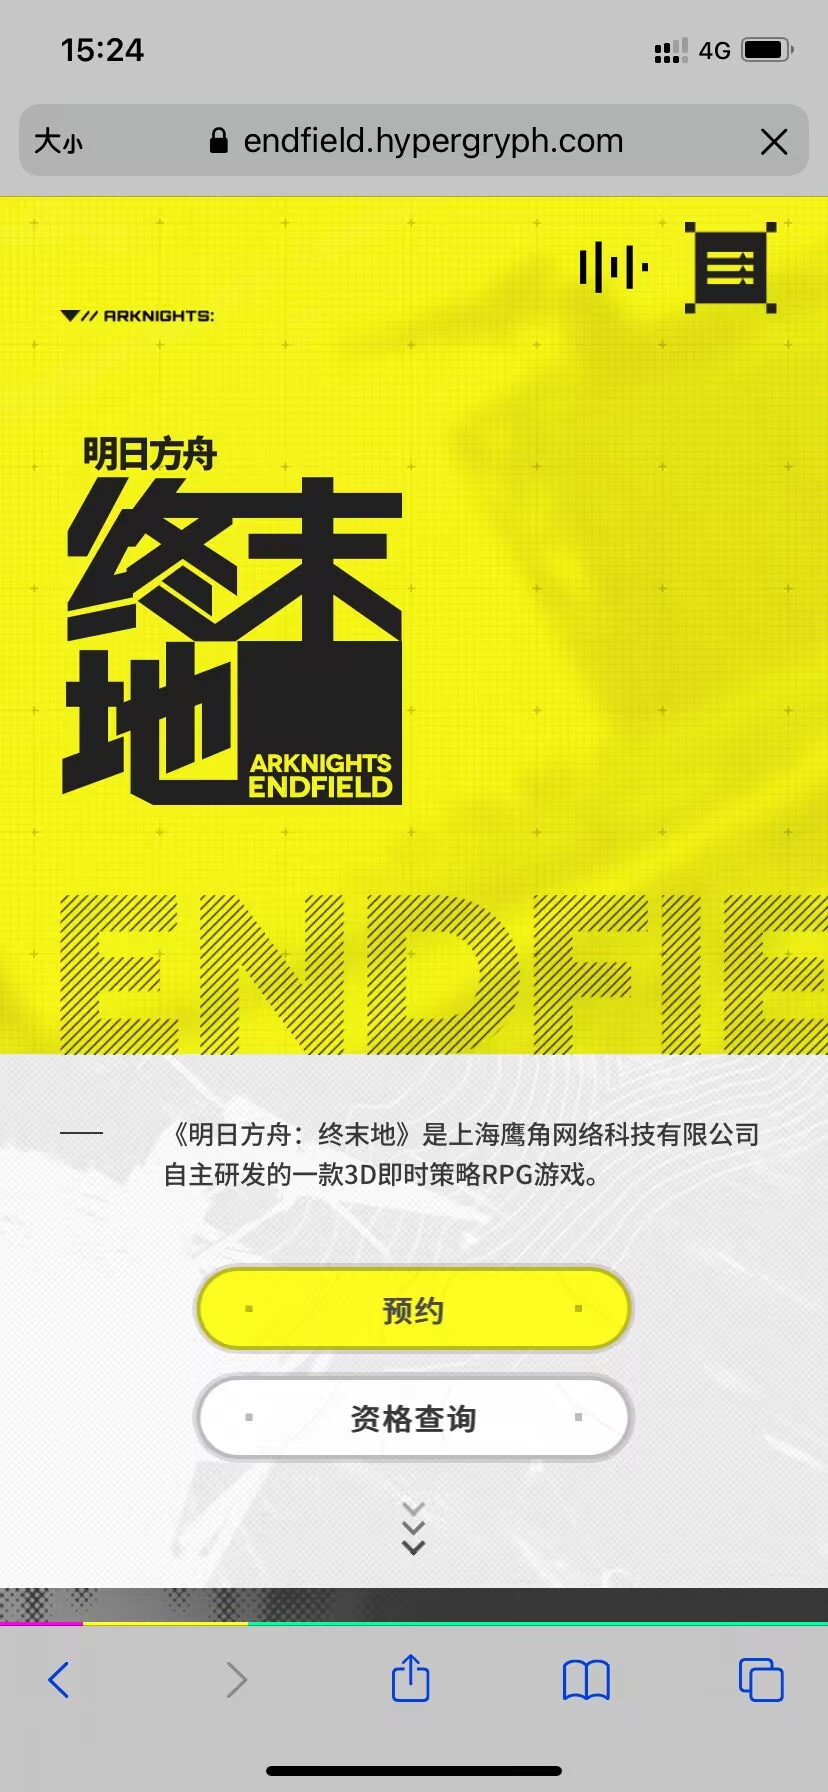 15:24
4G
大小
endfield.hypergryph.com
// ARKNIGHTS:
明日方舟
终末
地
ARKNIGHTS
ENDFIELD
ENDFIE
《明日方舟：终末地》是上海鹰角网络科技有限公司
自主研发的一款3D即时策略RPG游戏。
预约
资格查询